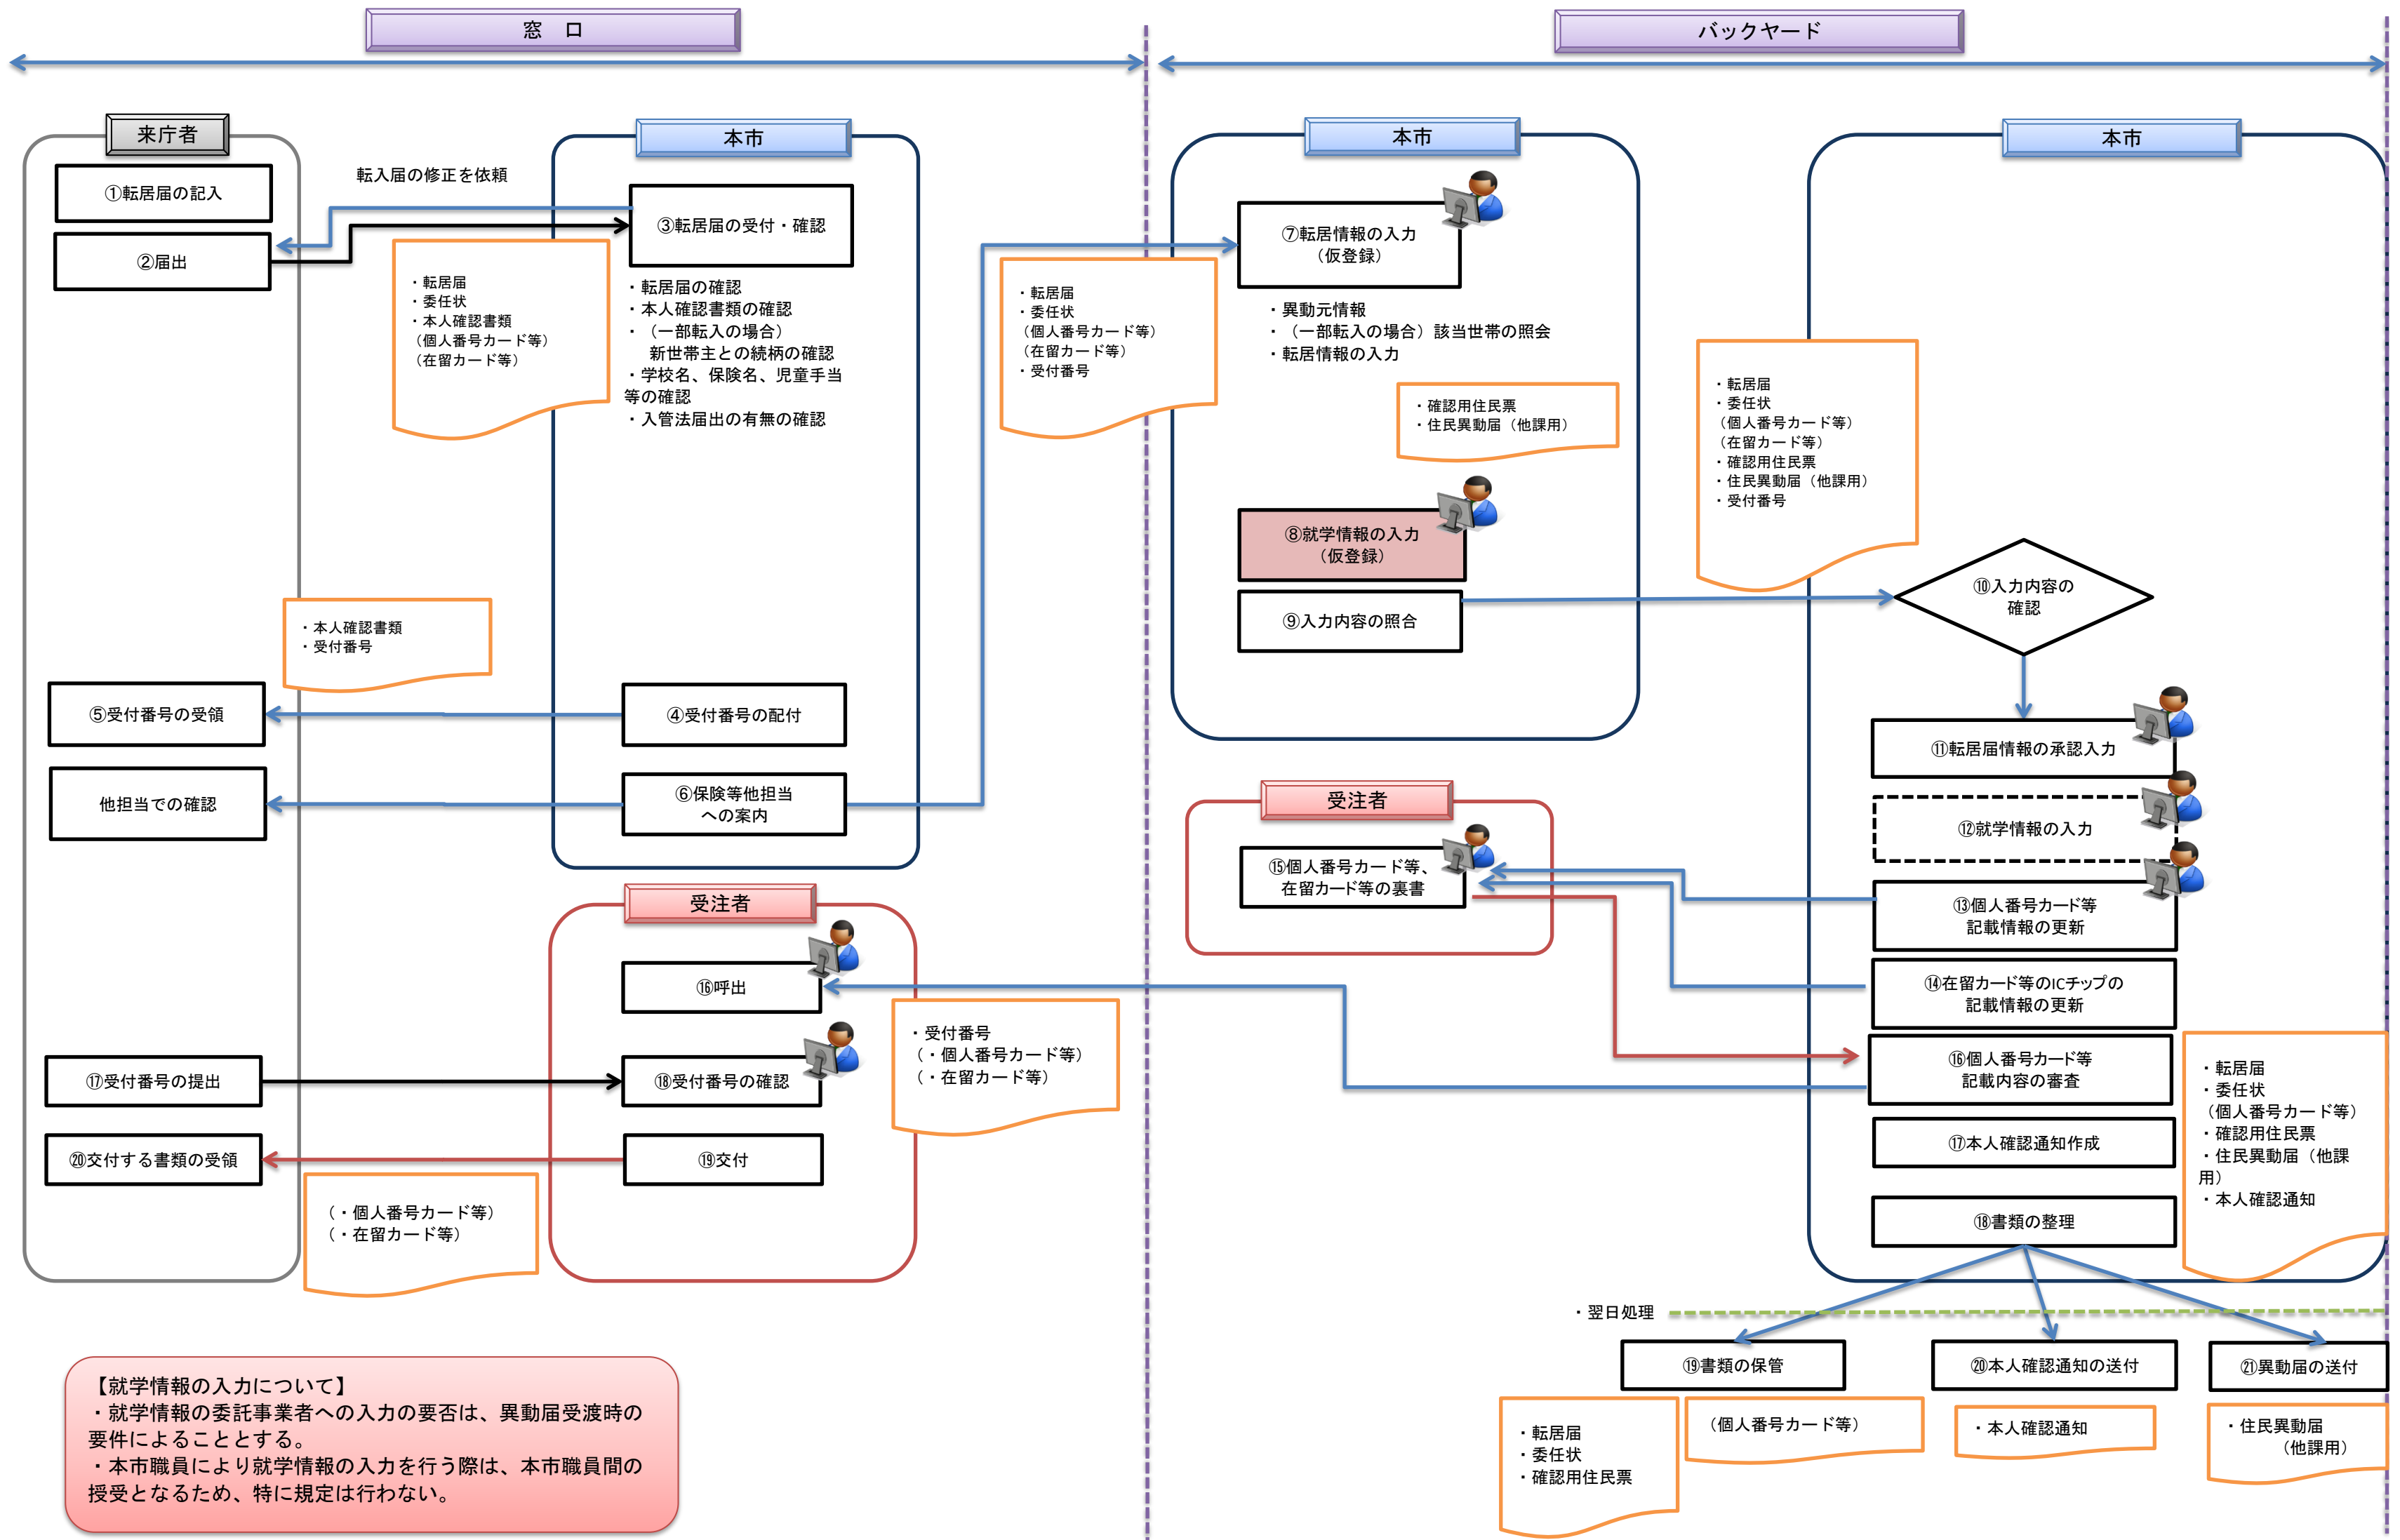 窓　口
バックヤード
来庁者
①転居届の記入
②届出
転入届の修正を依頼
・転居届
・委任状
・本人確認書類
（個人番号カード等）
（在留カード等）
本市
③転居届の受付・確認
・転居届の確認
・本人確認書類の確認
・（一部転入の場合）
新世帯主との続柄の確認
・学校名、保険名、児童手当
等の確認
・入管法届出の有無の確認
・本人確認書類
・受付番号
⑤受付番号の受領
④受付番号の配付
他担当での確認
⑥保険等他担当
への案内
受注者
⑯呼出
・受付番号
（・個人番号カード等）
（・在留カード等）
⑰受付番号の提出
⑱受付番号の確認
⑳交付する書類の受領
⑲交付
（・個人番号カード等）
（・在留カード等）
・転居届
・委任状
（個人番号カード等）
（在留カード等）
・受付番号
本市
⑦転居情報の入力
（仮登録）
・異動元情報
・（一部転入の場合）該当世帯の照会
・転居情報の入力
・確認用住民票
・住民異動届（他課用）
⑧就学情報の入力
（仮登録）
⑨入力内容の照合
受注者
⑮個人番号カード等、
在留カード等の裏書
本市
・転居届
・委任状
（個人番号カード等）
（在留カード等）
・確認用住民票
・住民異動届（他課用）
・受付番号
⑩入力内容の
確認
⑪転居届情報の承認入力
⑫就学情報の入力
⑬個人番号カード等
記載情報の更新
⑭在留カード等のICチップの
記載情報の更新
⑯個人番号カード等
記載内容の審査
⑰本人確認通知作成
⑱書類の整理
・転居届
・委任状
（個人番号カード等）
・確認用住民票
・住民異動届（他課
用）
・本人確認通知
・翌日処理
⑲書類の保管
⑳本人確認通知の送付
㉑異動届の送付
・転居届
・委任状
・確認用住民票
（個人番号カード等）
・本人確認通知
・住民異動届
（他課用）
【就学情報の入力について】
・就学情報の委託事業者への入力の要否は、異動届受渡時の
要件によることとする。
・本市職員により就学情報の入力を行う際は、本市職員間の
授受となるため、特に規定は行わない。